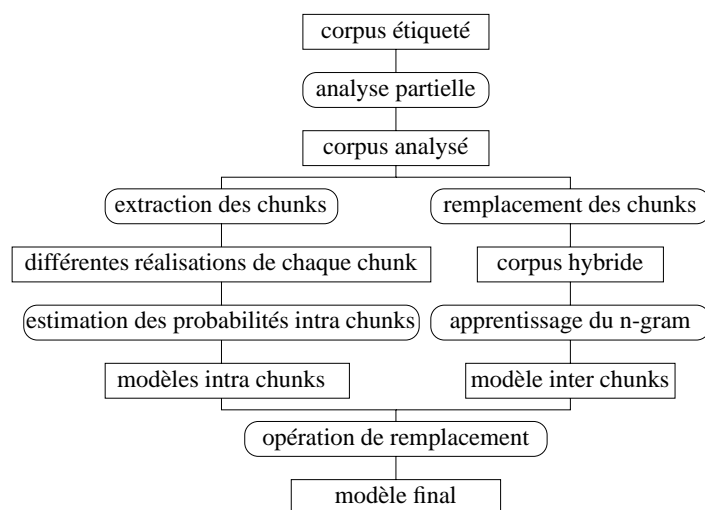 corpus étiqueté
analyse partielle
corpus analysé
extraction des chunks
remplacement des chunks
différentes réalisations de chaque chunk
corpus hybride
estimation des probabilités intra chunks
apprentissage du n-gram
modèles intra chunks
modèle inter chunks
opération de remplacement
modèle final